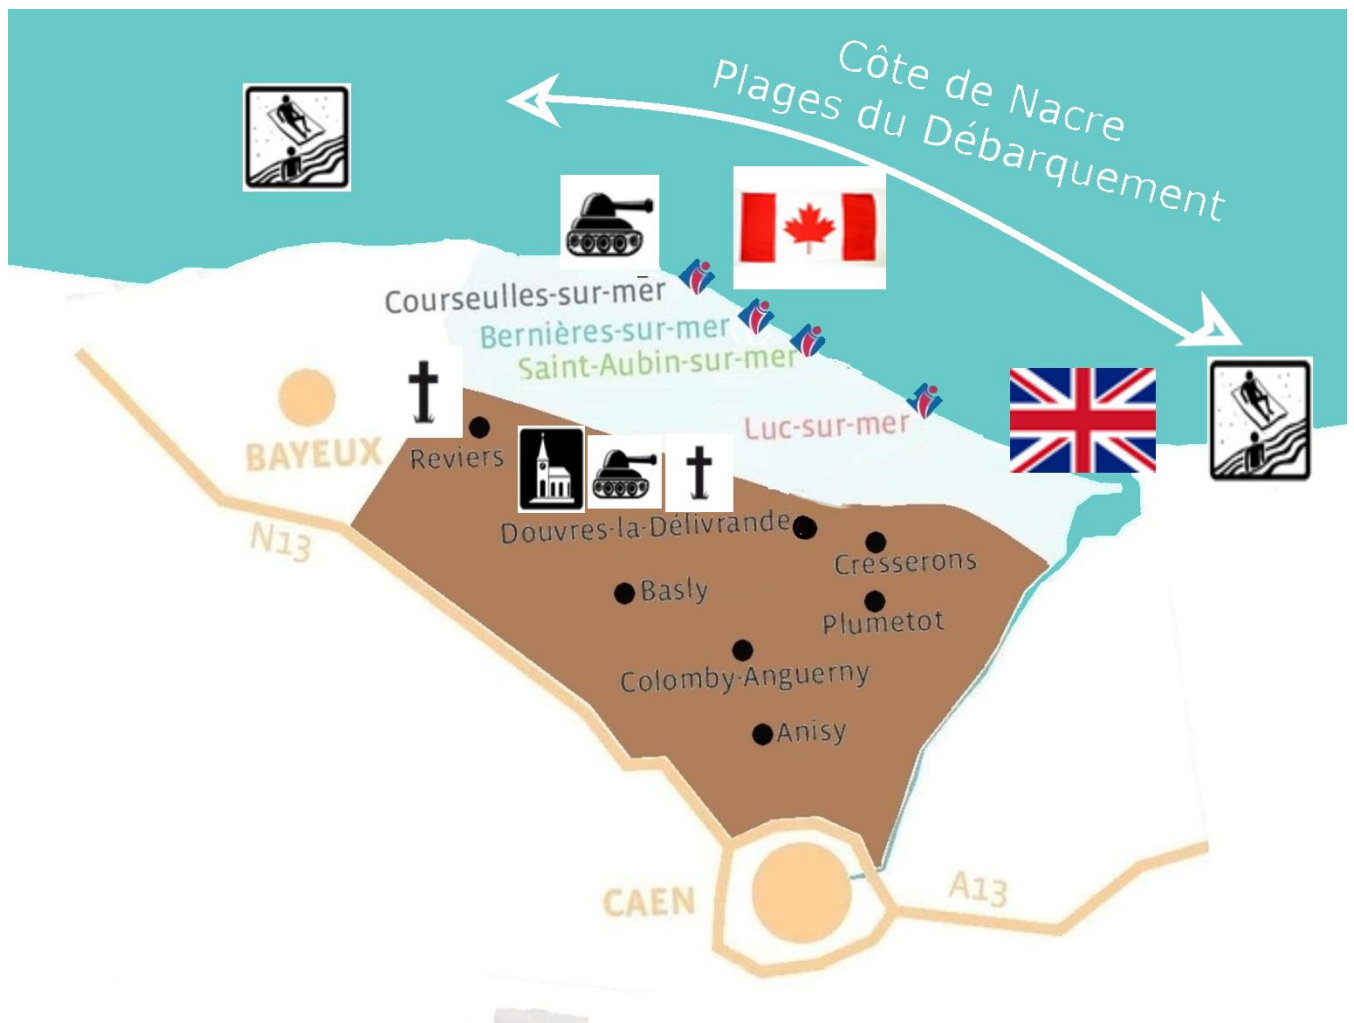 Côte de Nacre
Plages du Débarquement
Courseulles-sur-mer
Bernières-sur-mer
Saint-Aubin-sur-mer
Luc-sur-mer
BAYEUX
Reviers
N13
Douvres-la-Délivrande
Cresserons
Basly
Plumetot
Colomby-Anguerny
Anisy
CAEN
A13